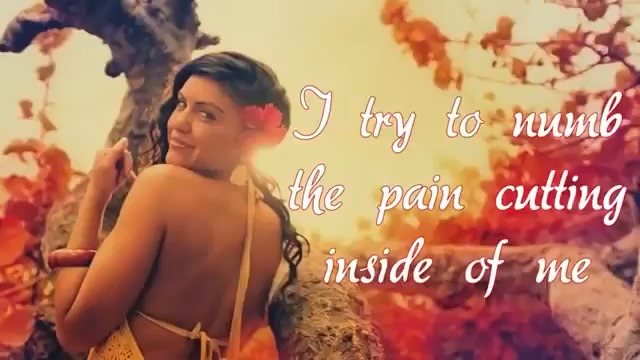 I try to numb
the pain cutting
inside of me